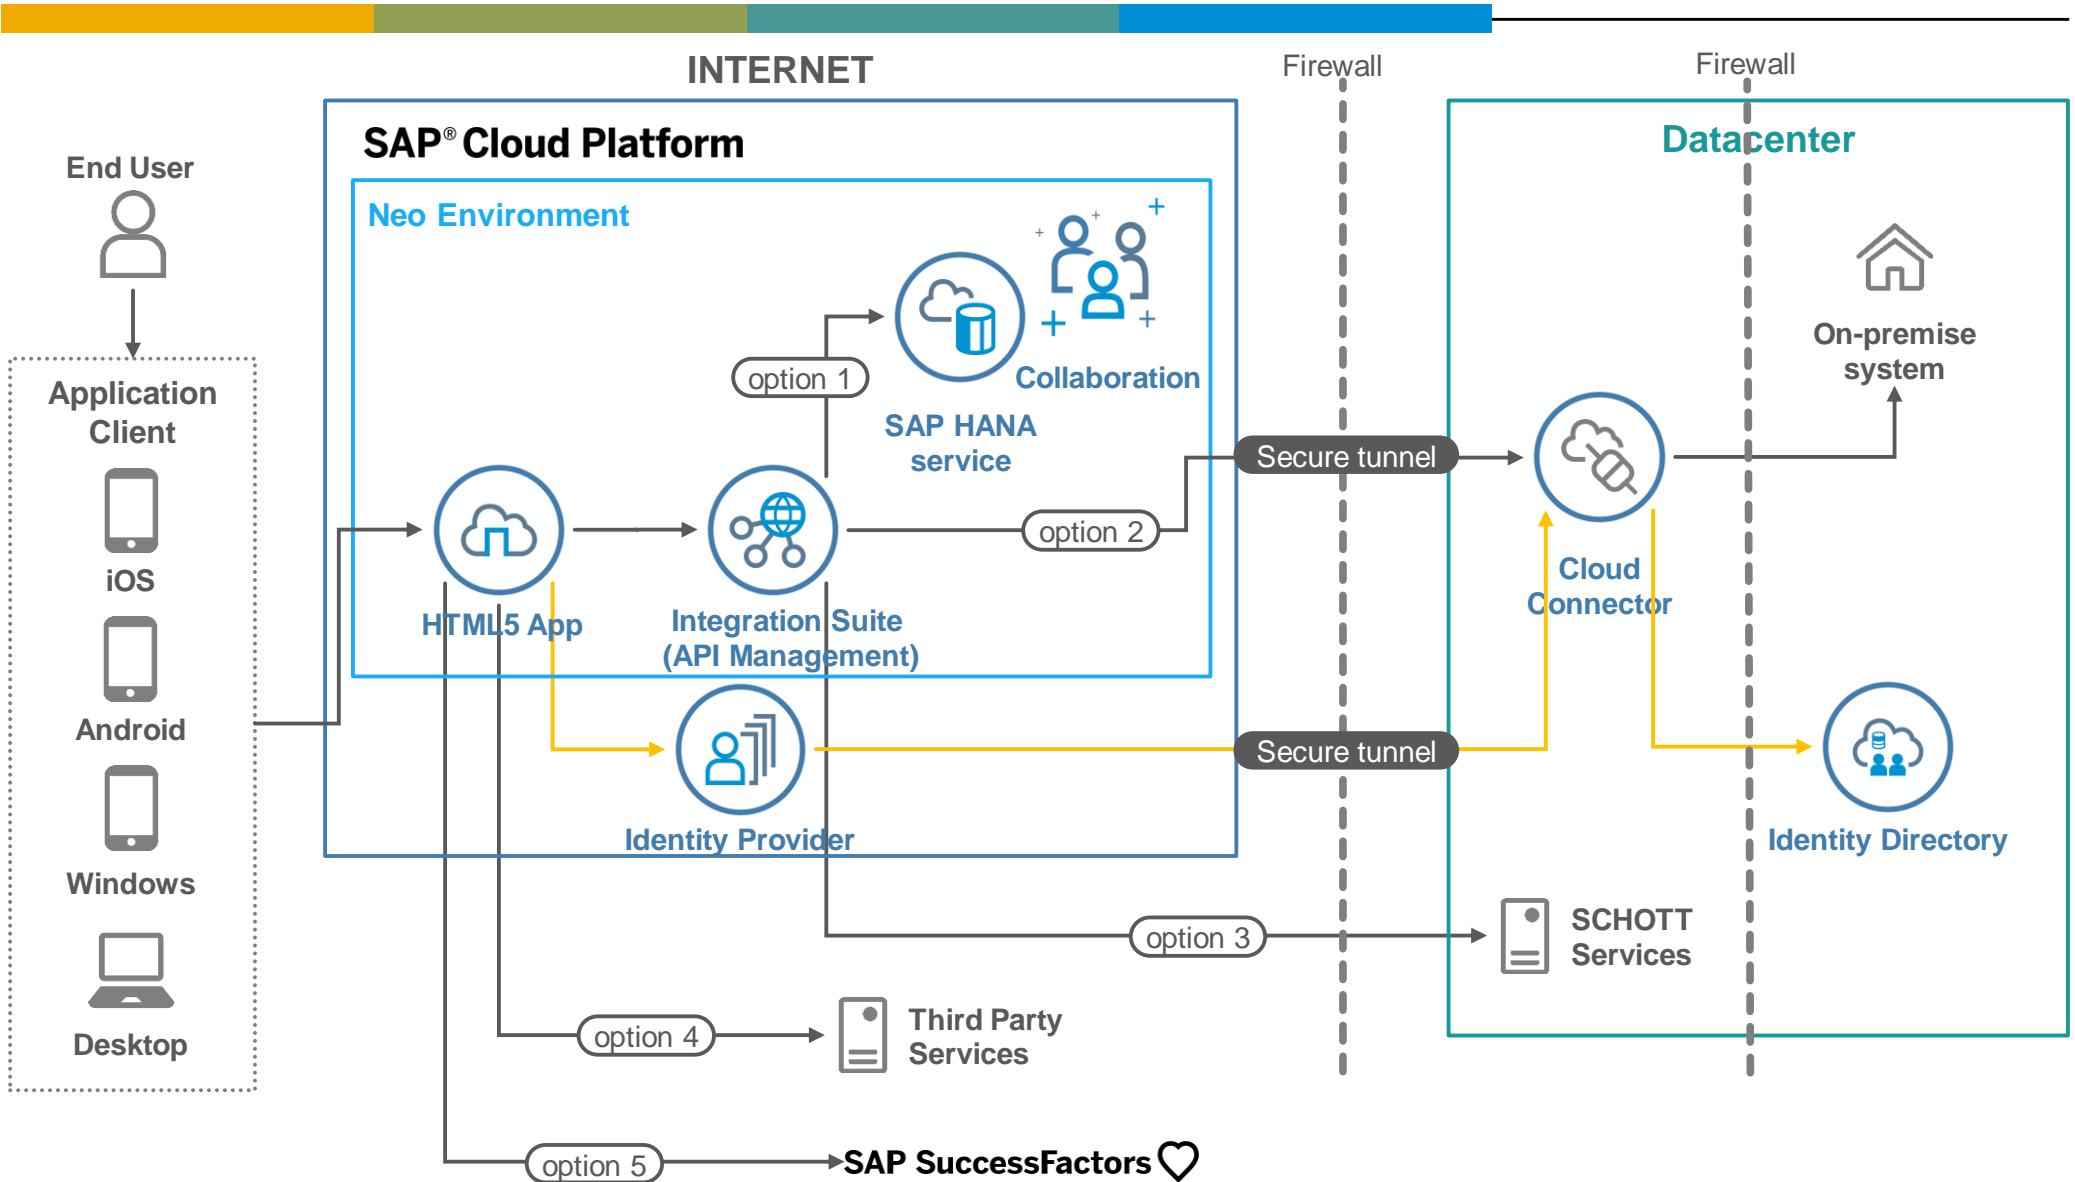 INTERNET
Firewall
Firewall
SAP® Cloud Platform
Datacenter
End User
Neo Environment
On-premise
system
Application
Client
option 1
Collaboration
SAP HANA
service
Secure tunnel
option 2
iOS
Cloud
Connector
HTML5 App
Integration Suite
(API Management)
Android
Secure tunnel
Identity Provider
Identity Directory
Windows
SCHOTT
Services
option 3
Third Party
Services
option 4
Desktop
option 5
SAP SuccessFactors